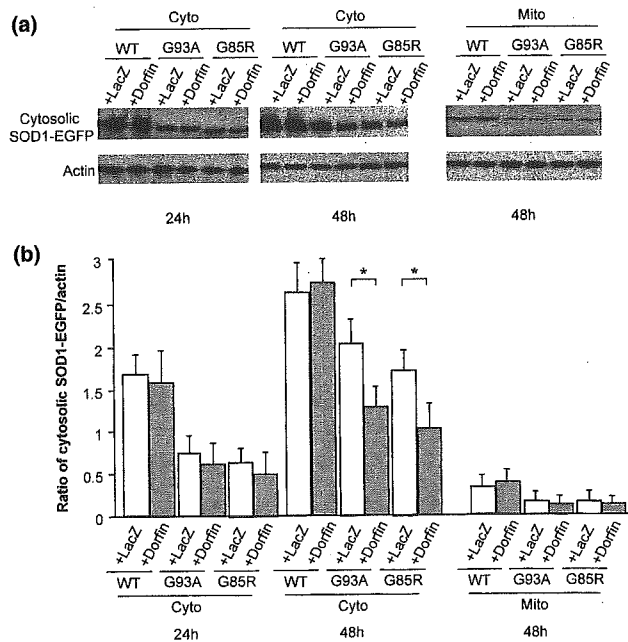 (a)
Cyto Cyto Mito
WT G93A G85R WT G93A G85R WT G93A G85R
+LacZ +Dorfin +LacZ +Dorfin +LacZ +Dorfin +LacZ +Dorfin +LacZ +Dorfin +LacZ +Dorfin +LacZ +Dorfin +LacZ +Dorfin +LacZ +Dorfin
Cytosolic
SOD1-EGFP
Actin
24h 48h 48h
(b)
Ratio of cytosolic SOD1-EGFP/actin
3
2.5
2
1.5
1
0.5
0
* *
+LacZ +Dorfin +LacZ +Dorfin +LacZ +Dorfin +LacZ +Dorfin +LacZ +Dorfin +LacZ +Dorfin +LacZ +Dorfin +LacZ +Dorfin +LacZ +Dorfin
WT G93A G85R WT G93A G85R WT G93A G85R
Cyto Cyto Mito
24h 48h 48h